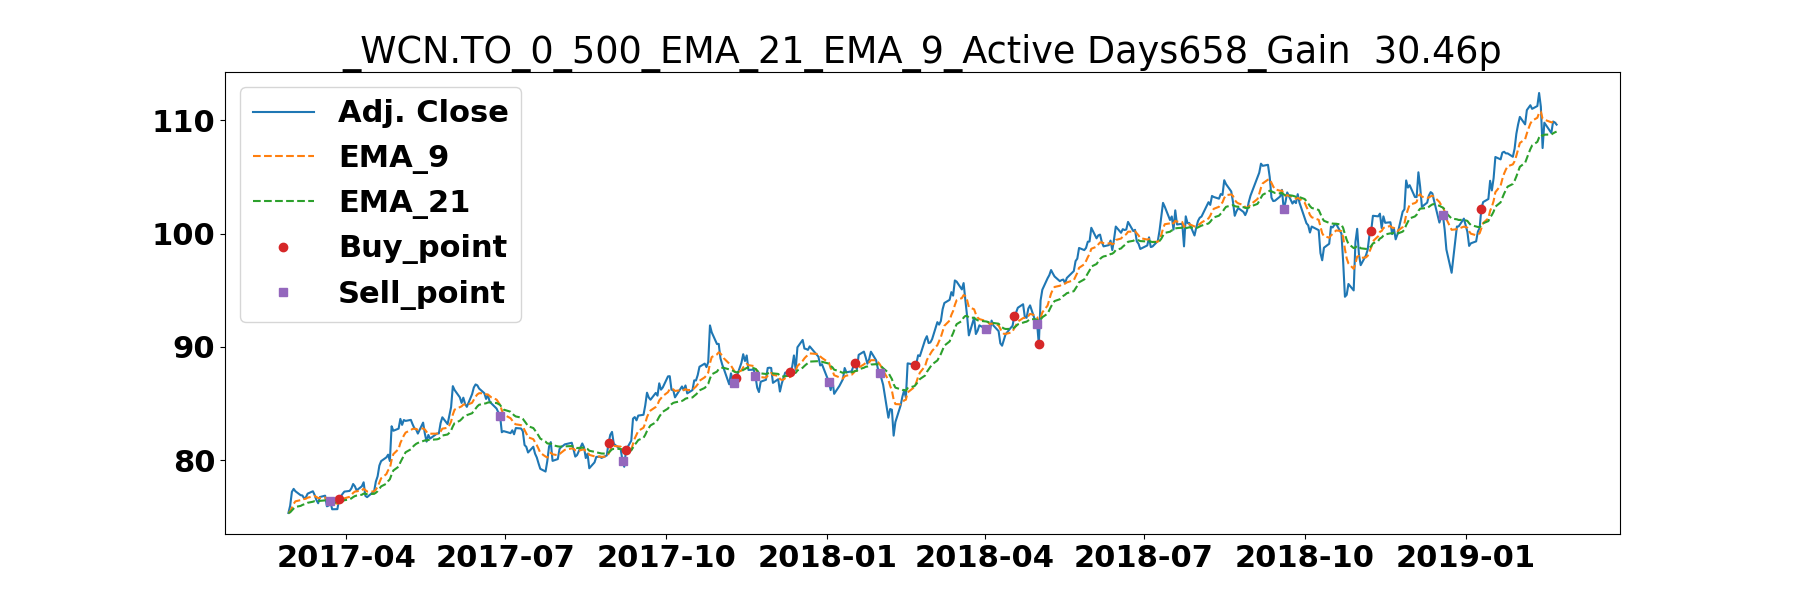 _WCN.TO_0_500_EMA_21_EMA_9_Active Days658_Gain  30.46p
Adj. Close
EMA_9
EMA_21
Buy_point
Sell_point
110
100
90
80
2017-04 2017-07 2017-10 2018-01 2018-04 2018-07 2018-10 2019-01